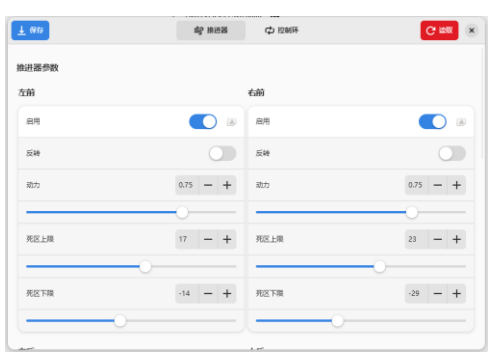 保存
推进器
控制环
读取
推进器参数
左前
右前
启用
启用
反转
反转
动力
0.75
动力
0.75
死区上限
17
死区上限
23
死区下限
-14
死区下限
-29